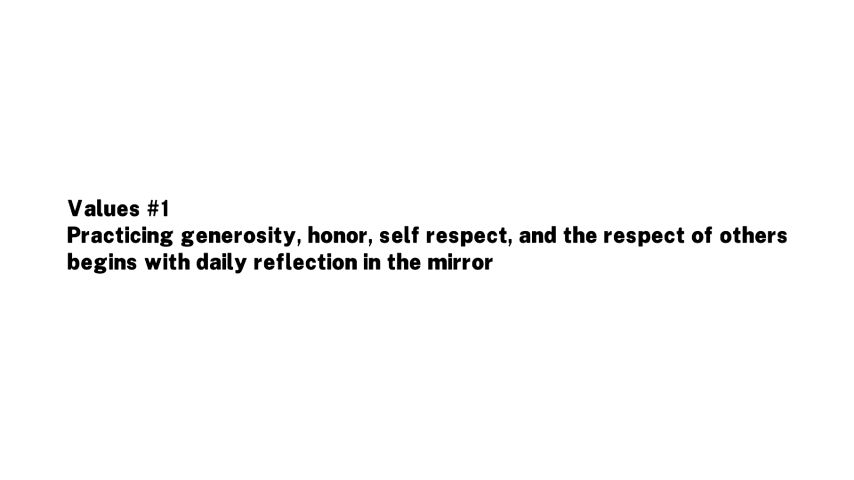 Values #1
Practicing generosity, honor, self respect, and the respect of others
begins with daily reflection in the mirror